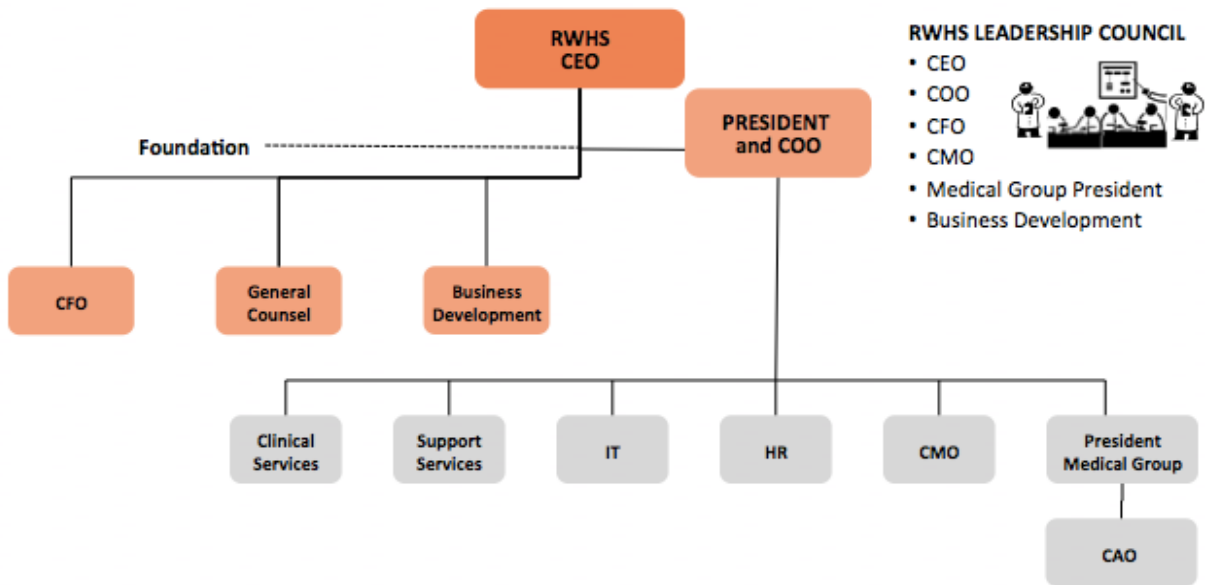 RWHS
CEO
RWHS LEADERSHIP COUNCIL
• CEO
• COO
• CFO
• CMO
• Medical Group President
• Business Development
PRESIDENT
and COO
Foundation
CFO
General
Counsel
Business
Development
Clinical
Services
Support
Services
IT
HR
CMO
President
Medical Group
CAO